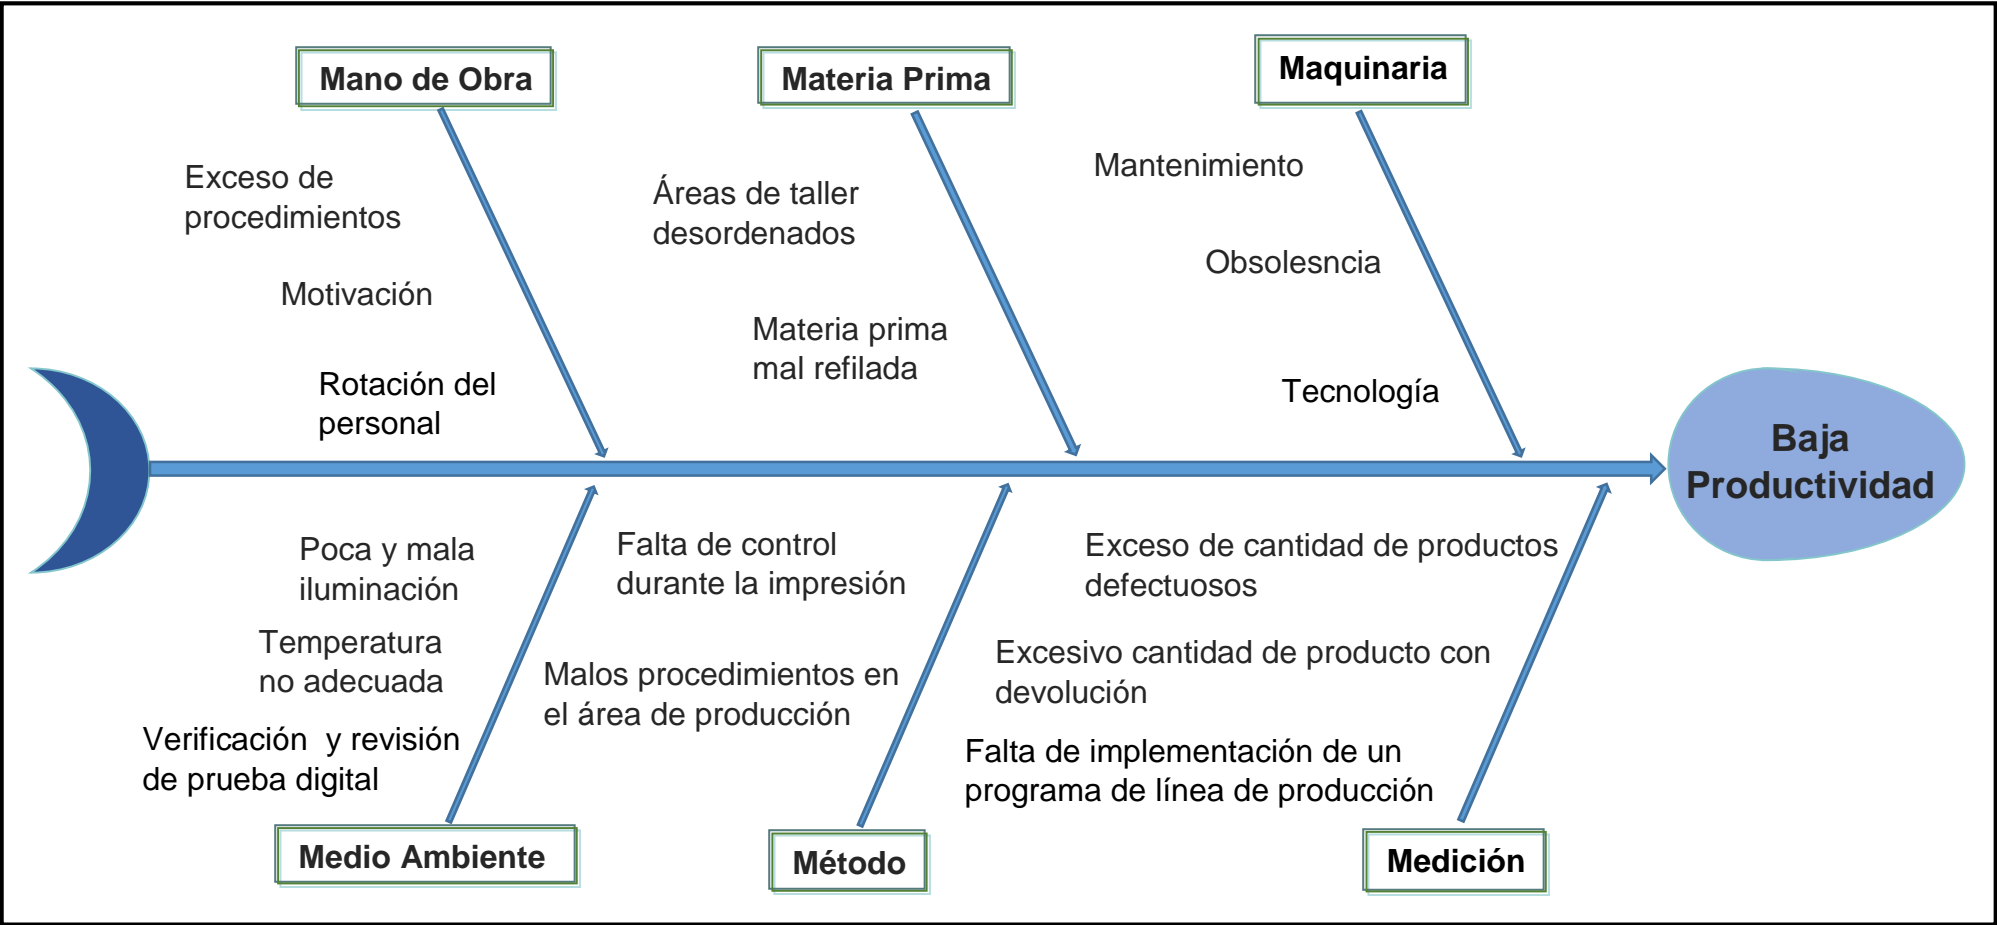 Mano de Obra
Materia Prima
Maquinaria
Exceso de
procedimientos
Motivación
Rotación del
personal
Áreas de taller
desordenados
Materia prima
mal refilada
Mantenimiento
Obsolesncia
Tecnología
Baja
Productividad
Poca y mala
iluminación
Temperatura
no adecuada
Verificación  y revisión
de prueba digital
Falta de control
durante la impresión
Malos procedimientos en
el área de producción
Exceso de cantidad de productos
defectuosos
Excesivo cantidad de producto con
devolución
Falta de implementación de un
programa de línea de producción
Medio Ambiente
Método
Medición